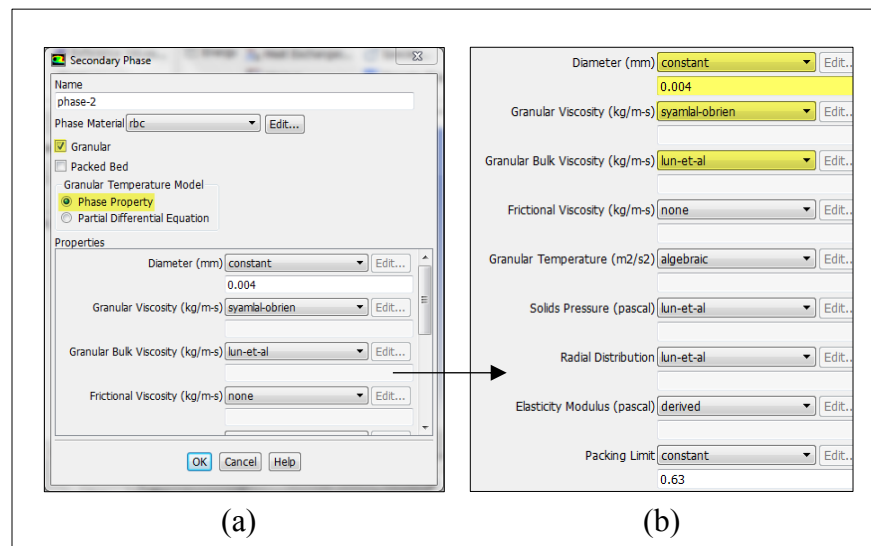 Secondary Phase
Name
phase-2
Phase Material rbc Edit...
Granular
Packed Bed
Granular Temperature Model
Phase Property
Partial Differential Equation
Properties
Diameter (mm) constant Edit...
0.004
Granular Viscosity (kg/m-s) syamlal-obrien Edit...
Granular Bulk Viscosity (kg/m-s) lun-et-al Edit...
Frictional Viscosity (kg/m-s) none Edit...
OK Cancel Help
(a)
Diameter (mm) constant Edit..
0.004
Granular Viscosity (kg/m-s) syamlal-obrien Edit..
Granular Bulk Viscosity (kg/m-s) lun-et-al Edit..
Frictional Viscosity (kg/m-s) none Edit..
Granular Temperature (m2/s2) algebraic Edit..
Solids Pressure (pascal) lun-et-al Edit..
Radial Distribution lun-et-al Edit..
Elasticity Modulus (pascal) derived Edit..
Packing Limit constant Edit..
0.63
(b)